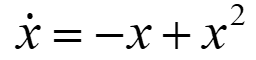 ẋ = −x + x²